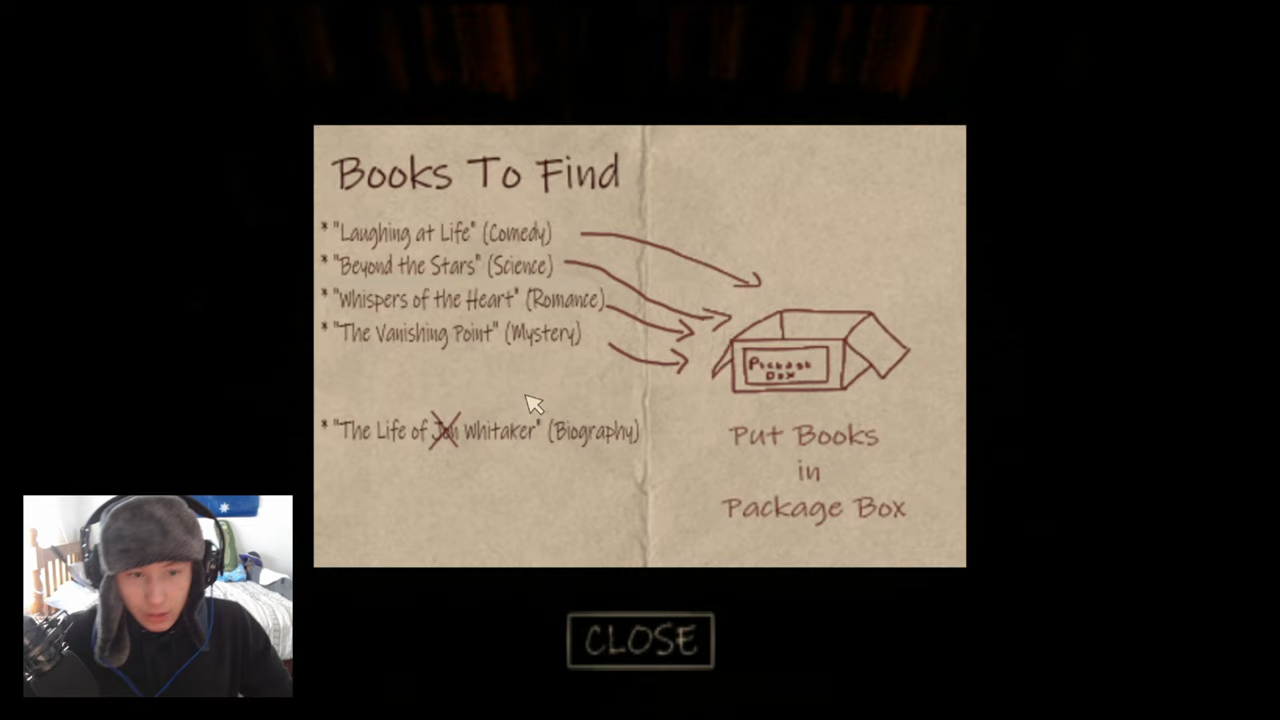 Books To Find
* "Laughing at Life" (Comedy)
* "Beyond the Stars" (Science)
* "Whispers of the Heart" (Romance)
* "The Vanishing Point" (Mystery)
* "The Life of Jon Whitaker" (Biography)
Package
Box
Put Books
in
Package Box
CLOSE